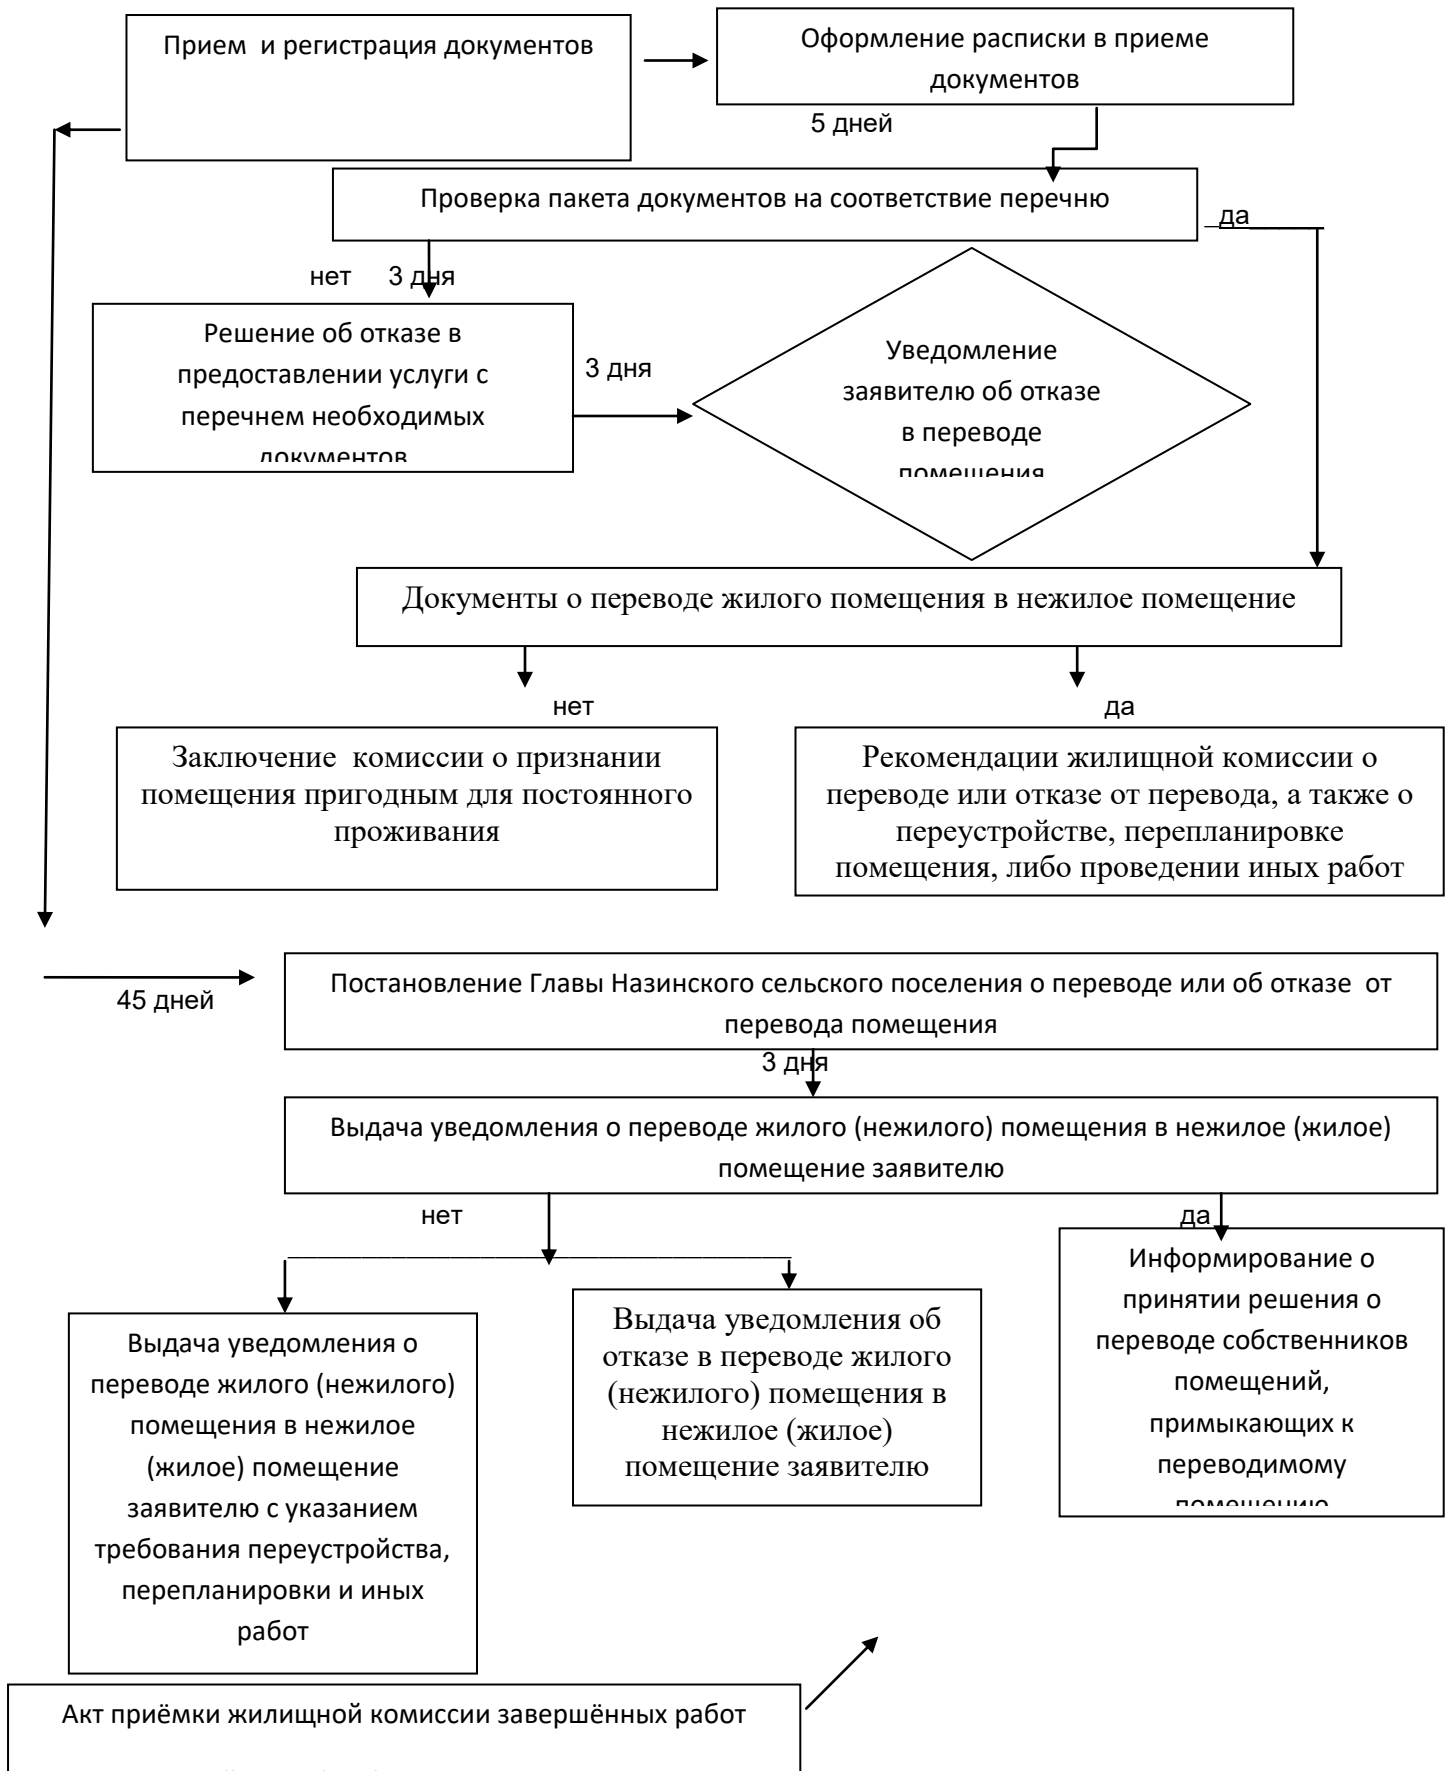 Прием  и регистрация документов
Оформление расписки в приеме
документов
5 дней
Проверка пакета документов на соответствие перечню
да
нет
3 дня
Решение об отказе в
предоставлении услуги с
перечнем необходимых
документов
3 дня
Уведомление
заявителю об отказе
в переводе
помещения
Документы о переводе жилого помещения в нежилое помещение
нет
да
Заключение  комиссии о признании
помещения пригодным для постоянного
проживания
Рекомендации жилищной комиссии о
переводе или отказе от перевода, а также о
переустройстве, перепланировке
помещения, либо проведении иных работ
45 дней
Постановление Главы Назинского сельского поселения о переводе или об отказе  от
перевода помещения
3 дня
Выдача уведомления о переводе жилого (нежилого) помещения в нежилое (жилое)
помещение заявителю
нет
да
Выдача уведомления о
переводе жилого (нежилого)
помещения в нежилое
(жилое) помещение
заявителю с указанием
требования переустройства,
перепланировки и иных
работ
Выдача уведомления об
отказе в переводе жилого
(нежилого) помещения в
нежилое (жилое)
помещение заявителю
Информирование о
принятии решения о
переводе собственников
помещений,
примыкающих к
переводимому
помещению
Акт приёмки жилищной комиссии завершённых работ